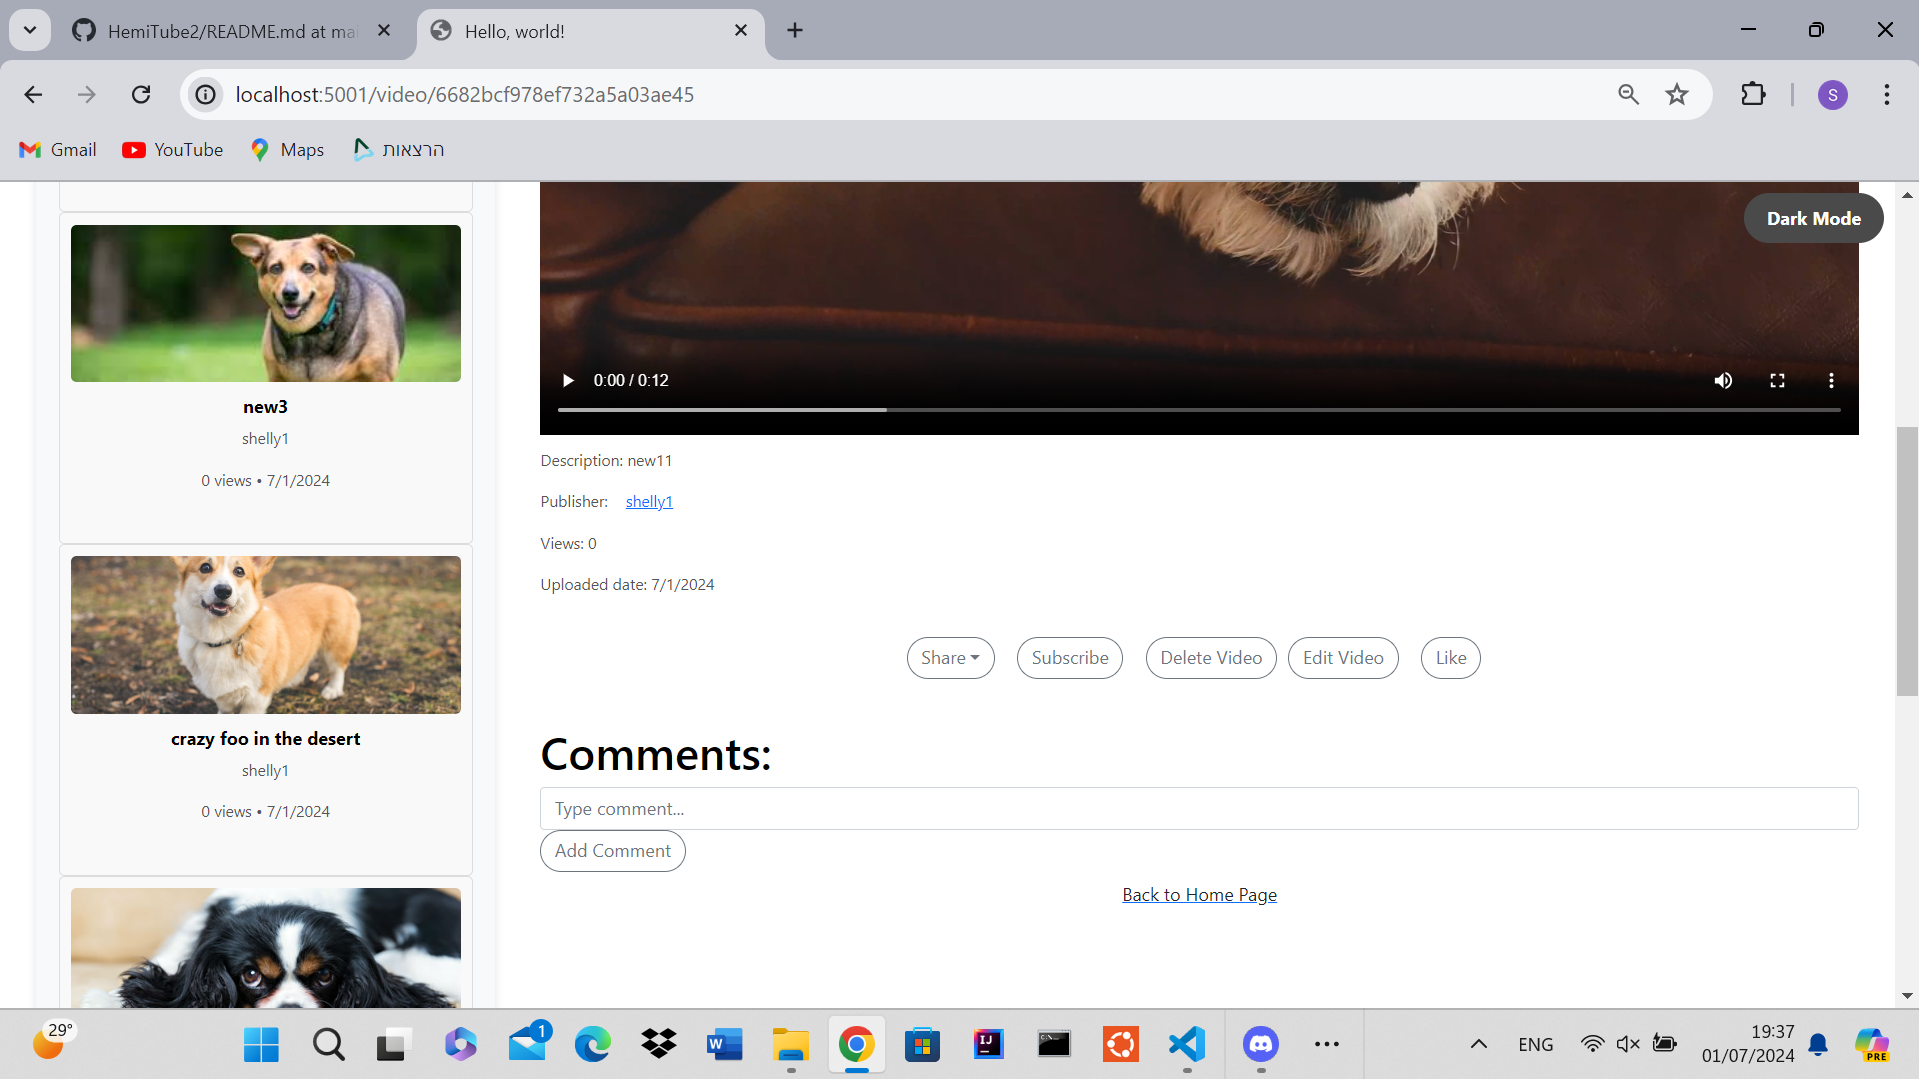 HemiTube2/README.md at mai
Hello, world!
localhost:5001/video/6682bcf978ef732a5a03ae45
S
Gmail
YouTube
Maps
הרצאות
Dark Mode
new3
shelly1
0 views • 7/1/2024
crazy foo in the desert
shelly1
0 views • 7/1/2024
0:00 / 0:12
Description: new11
Publisher: shelly1
Views: 0
Uploaded date: 7/1/2024
Share
Subscribe
Delete Video
Edit Video
Like
Comments:
Type comment...
Add Comment
Back to Home Page
29°
1
W
IJ
C:\
ENG
19:37
01/07/2024
PRE